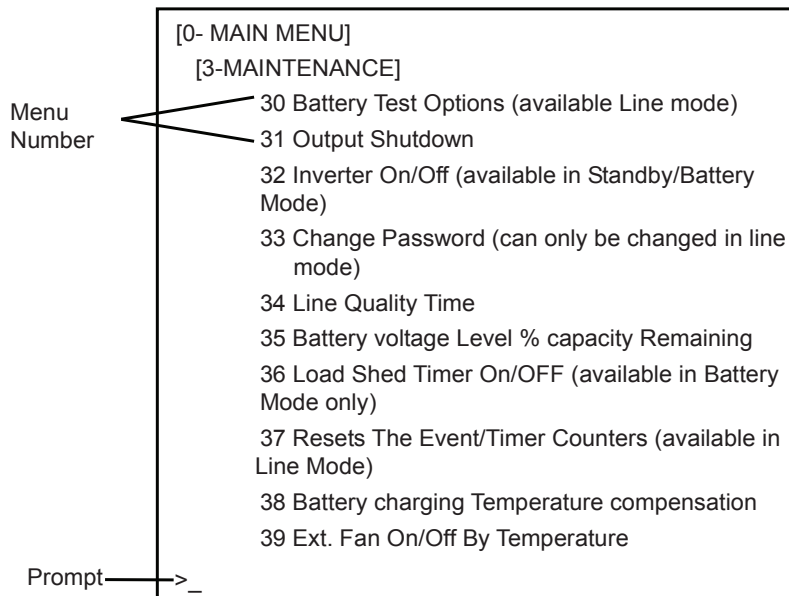 [0- MAIN MENU]
[3-MAINTENANCE]
Menu
Number
30 Battery Test Options (available Line mode)
31 Output Shutdown
32 Inverter On/Off (available in Standby/Battery
Mode)
33 Change Password (can only be changed in line
mode)
34 Line Quality Time
35 Battery voltage Level % capacity Remaining
36 Load Shed Timer On/OFF (available in Battery
Mode only)
37 Resets The Event/Timer Counters (available in
Line Mode)
38 Battery charging Temperature compensation
39 Ext. Fan On/Off By Temperature
Prompt
>_